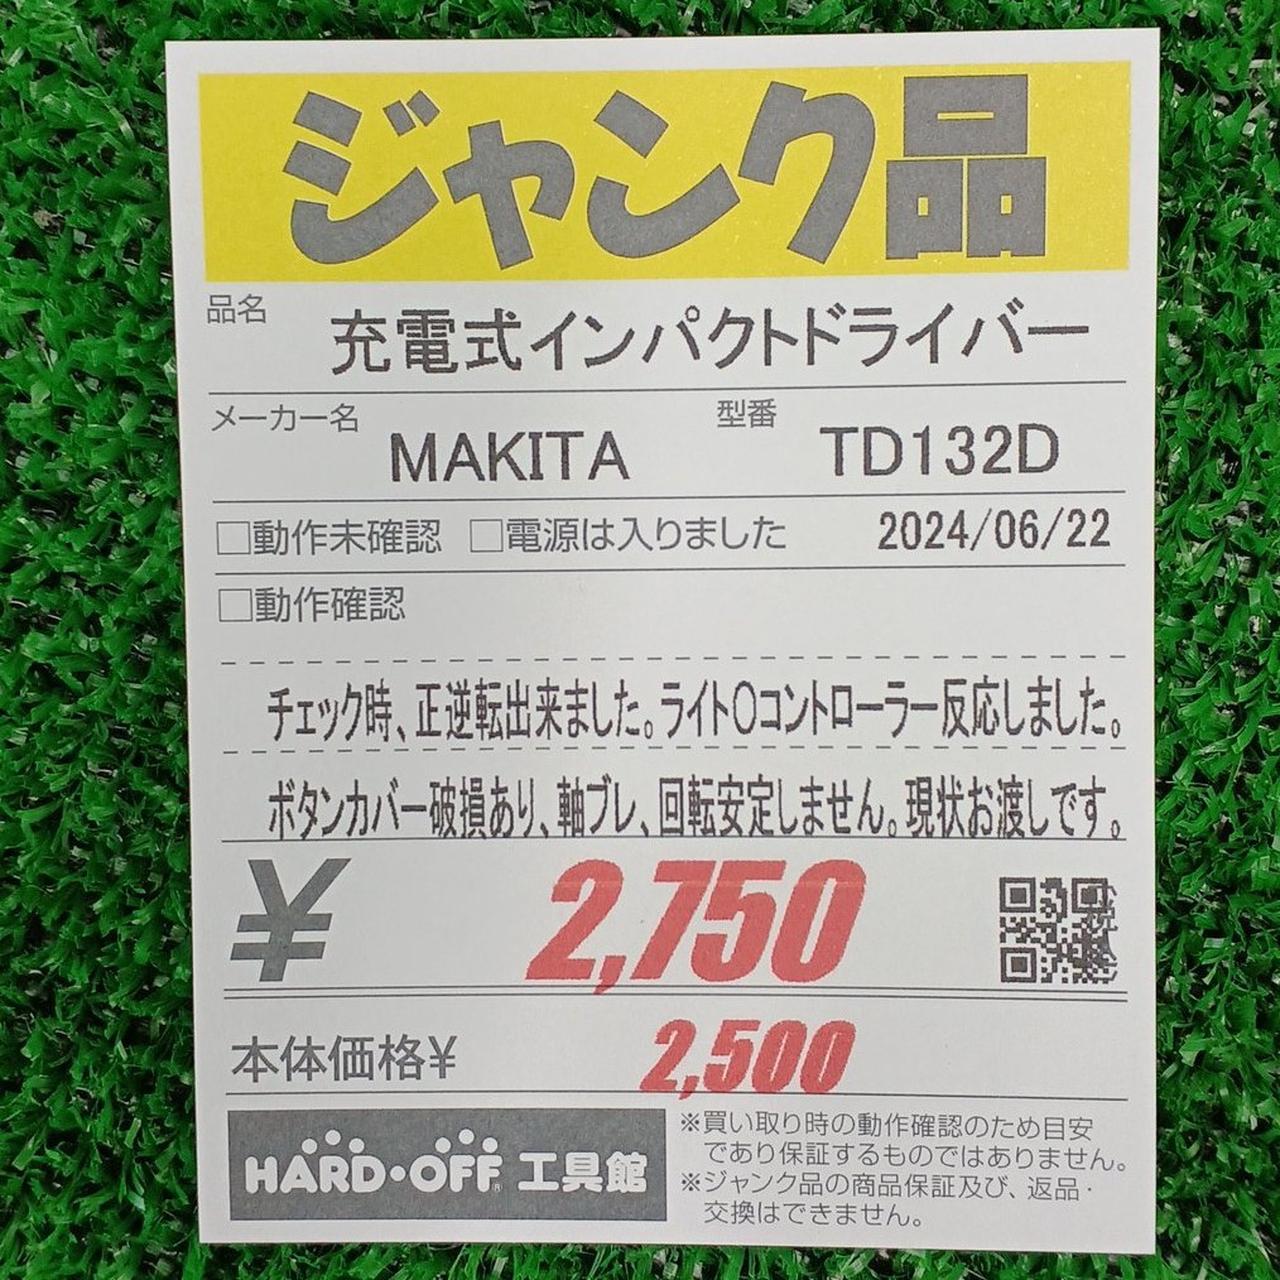 ジャンク品
品名
充電式インパクトドライバー
メーカー名 MAKITA 型番 TD132D
□動作未確認 □電源は入りました 2024/06/22
□動作確認
チェック時、正逆転出来ました。ライト○コントローラー反応しました。
ボタンカバー破損あり、軸ブレ、回転安定しません。現状お渡しです。
¥ 2,750
本体価格¥ 2,500
HARD・OFF® 工具館
※買い取り時の動作確認のため目安
であり保証するものではありません。
※ジャンク品の商品保証及び、返品・
交換はできません。